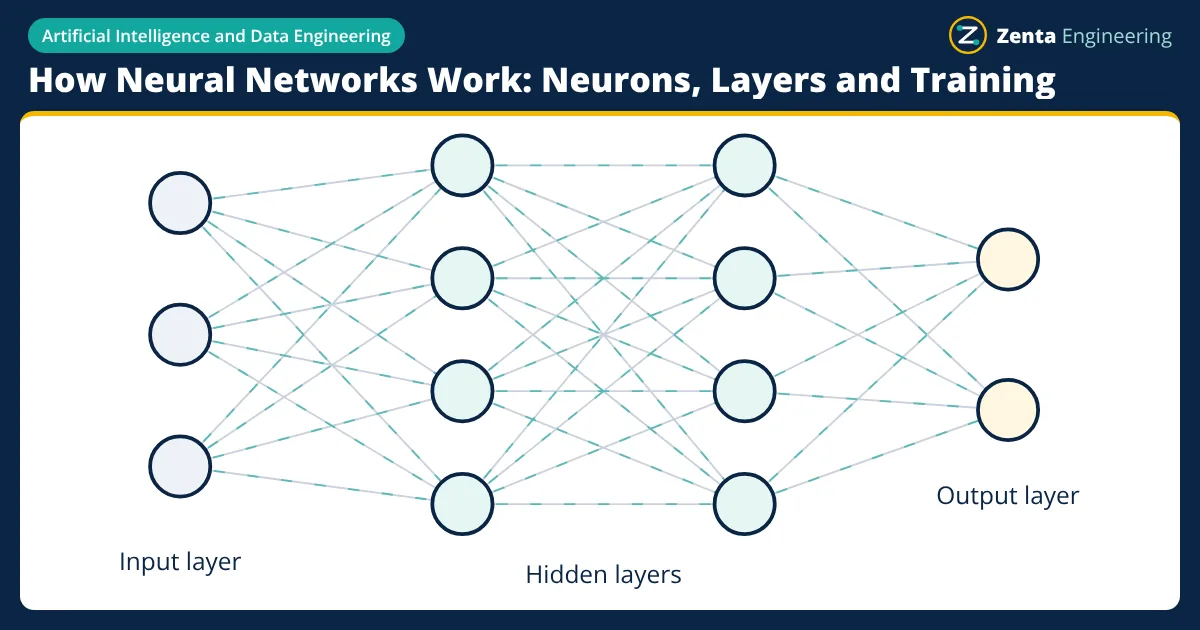 Artificial Intelligence and Data Engineering
Zenta Engineering
How Neural Networks Work: Neurons, Layers and Training
Input layer
Hidden layers
Output layer